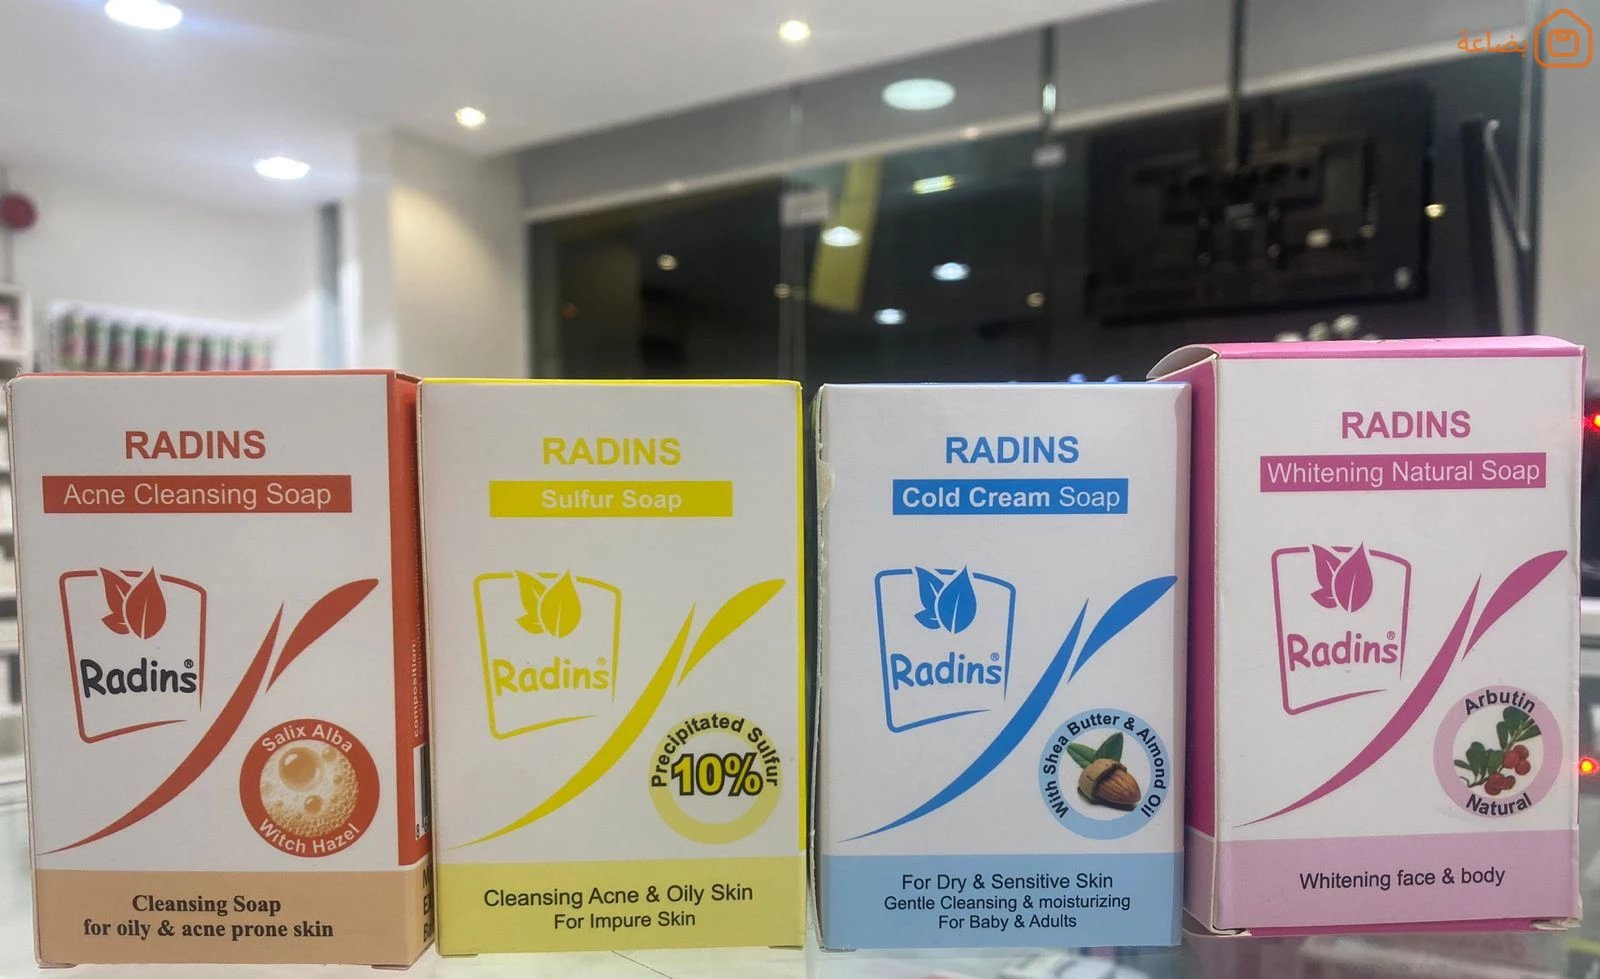 بضاعة
RADINS
Acne Cleansing Soap
Radins®
Salix Alba
Witch Hazel
Cleansing Soap
for oily & acne prone skin
composition:
RADINS
Sulfur Soap
Radins®
Precipitated Sulfur
10%
Cleansing Acne & Oily Skin
For Impure Skin
RADINS
Cold Cream Soap
Radins®
With Shea Butter & Almond Oil
For Dry & Sensitive Skin
Gentle Cleansing & moisturizing
For Baby & Adults
RADINS
Whitening Natural Soap
Radins®
Arbutin
Natural
Whitening face & body